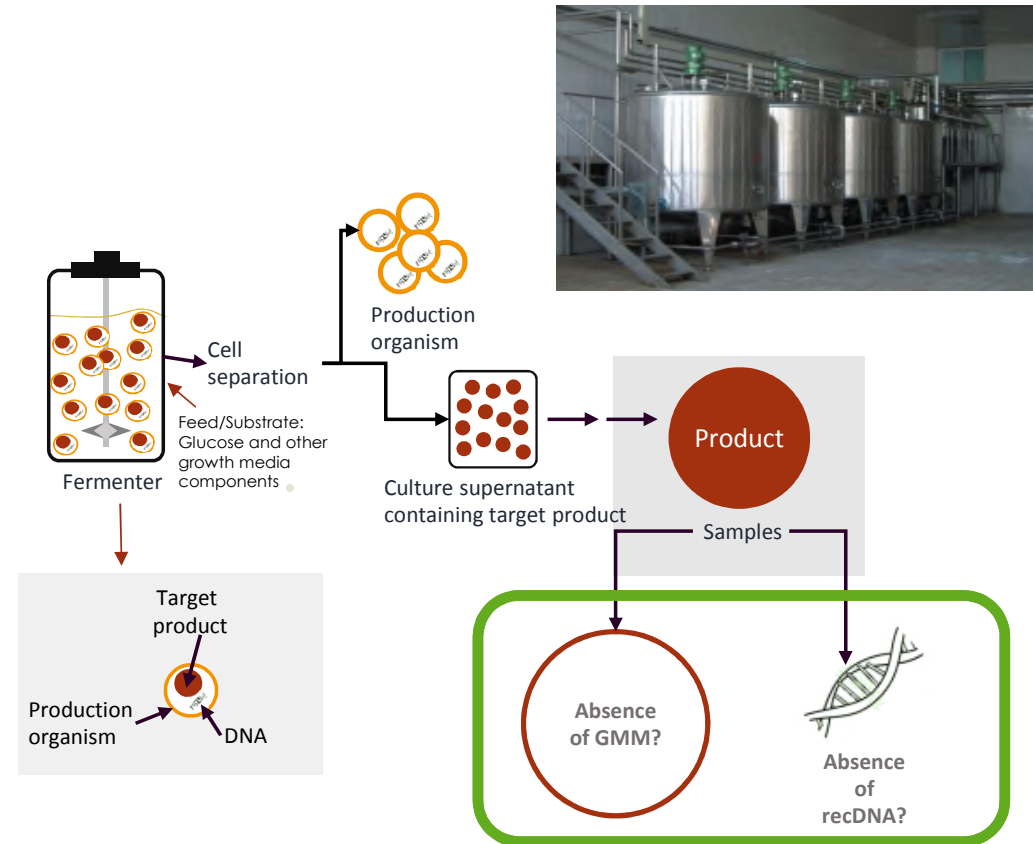 Production
organism
Cell
separation
Feed/Substrate:
Glucose and other
growth media
components
Fermenter
Culture supernatant
containing target product
Product
Samples
Target
product
Production
organism
DNA
Absence
of GMM?
Absence
of
recDNA?